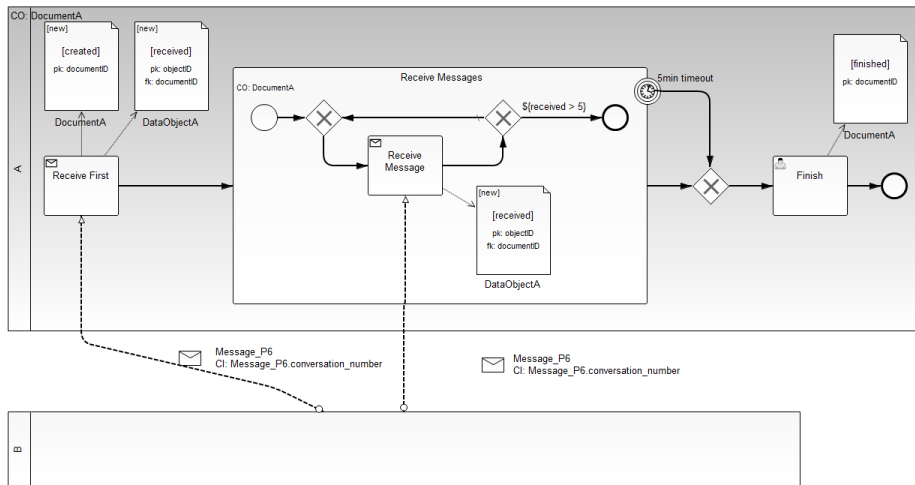 CO: DocumentA
[new]
[created]
pk: documentID
DocumentA
[new]
[received]
pk: objectID
fk: documentID
DataObjectA
A
Receive First
Receive Messages
CO: DocumentA
${received > 5}
Receive
Message
[new]
[received]
pk: objectID
fk: documentID
DataObjectA
5min timeout
[finished]
pk: documentID
DocumentA
Finish
Message_P6
CI: Message_P6.conversation_number
Message_P6
CI: Message_P6.conversation_number
B